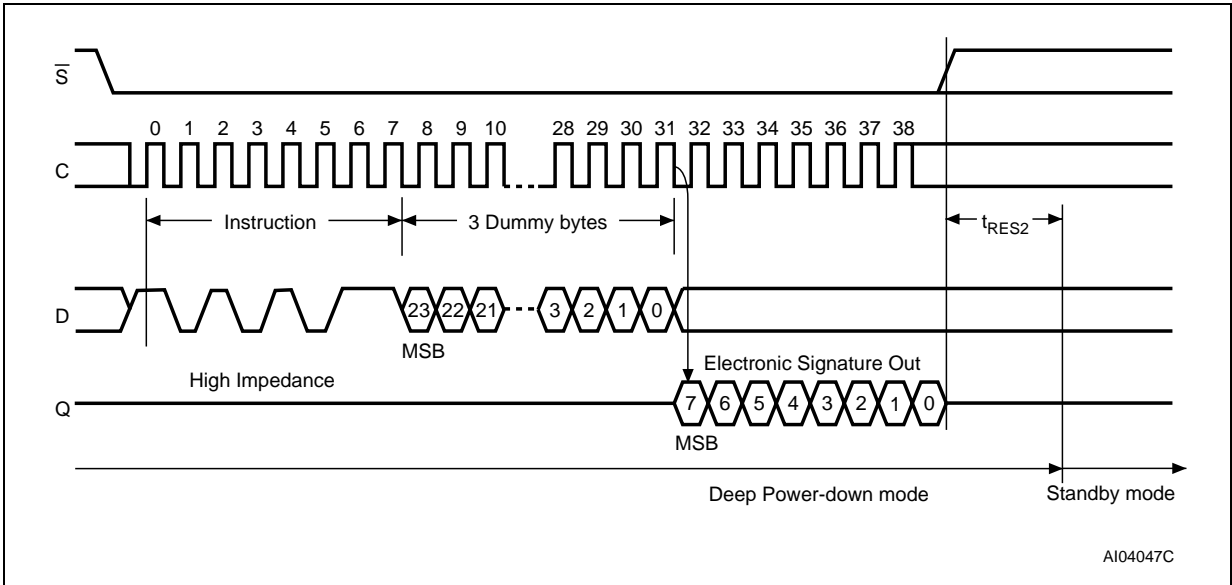 S
0 1 2 3 4 5 6 7 8 9 10 28 29 30 31 32 33 34 35 36 37 38
C
Instruction 3 Dummy bytes tRES2
D 23 22 21 3 2 1 0
MSB
High Impedance Electronic Signature Out
Q 7 6 5 4 3 2 1 0
MSB
Deep Power-down mode Standby mode
AI04047C